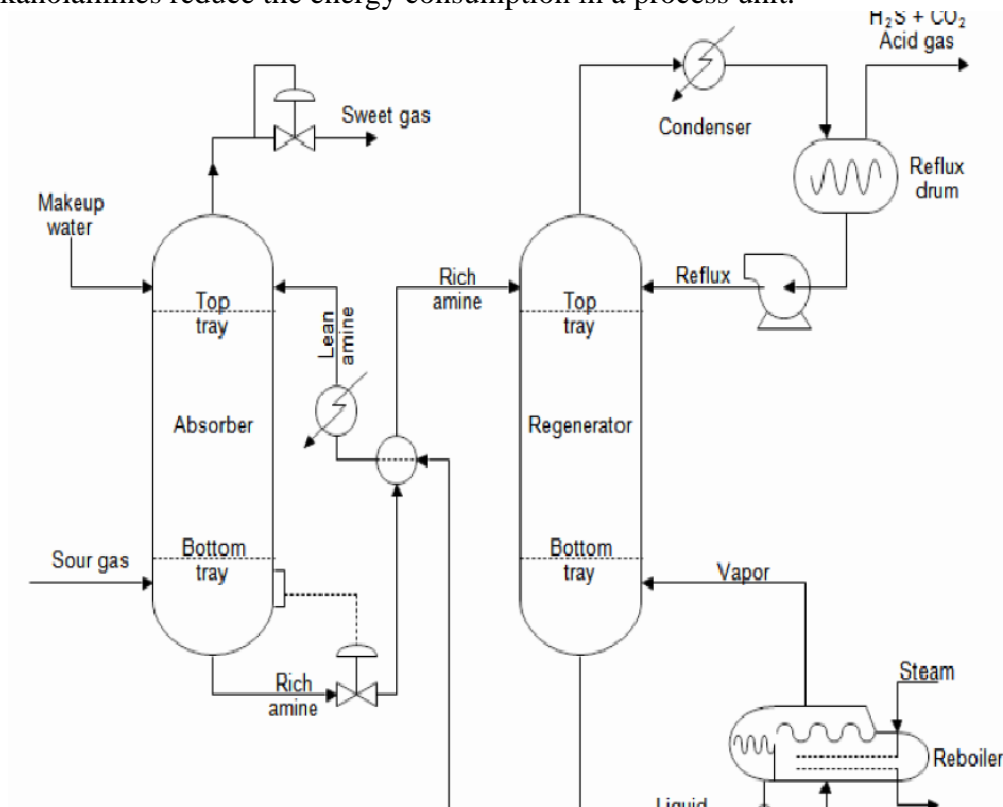 kanolamines reduce the energy consumption in a process unit.
H₂S + CO₂
Acid gas
Sweet gas
Condenser
Reflux
drum
Makeup
water
Rich
amine
Reflux
Top
tray
Lean
amine
Top
tray
Absorber
Regenerator
Sour gas
Bottom
tray
Bottom
tray
Vapor
Rich
amine
Steam
Reboiler
Liquid